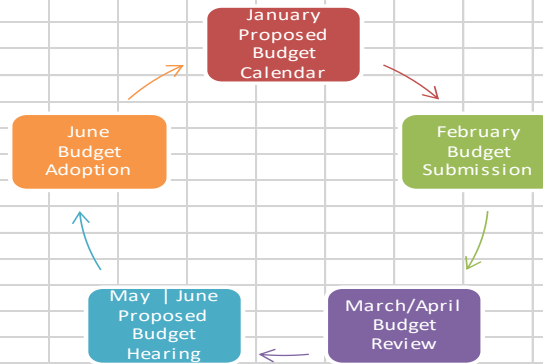 January
Proposed
Budget
Calendar
February
Budget
Submission
March/April
Budget
Review
May | June
Proposed
Budget
Hearing
June
Budget
Adoption